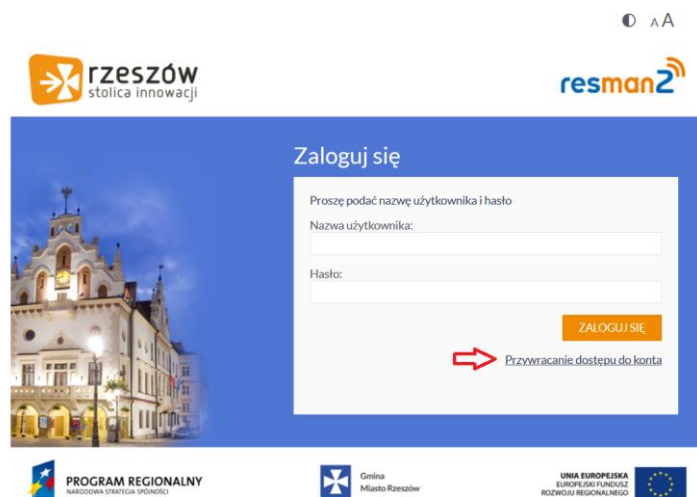 A A
rzeszów
stolica innowacji
resman2
Zaloguj się
Proszę podać nazwę użytkownika i hasło
Nazwa użytkownika:
Hasło:
ZALOGUJ SIĘ
Przywracanie dostępu do konta
PROGRAM REGIONALNY
NARODOWA STRATEGIA SPÓJNOŚCI
Gmina
Miasto Rzeszów
UNIA EUROPEJSKA
EUROPEJSKI FUNDUSZ
ROZWOJU REGIONALNEGO